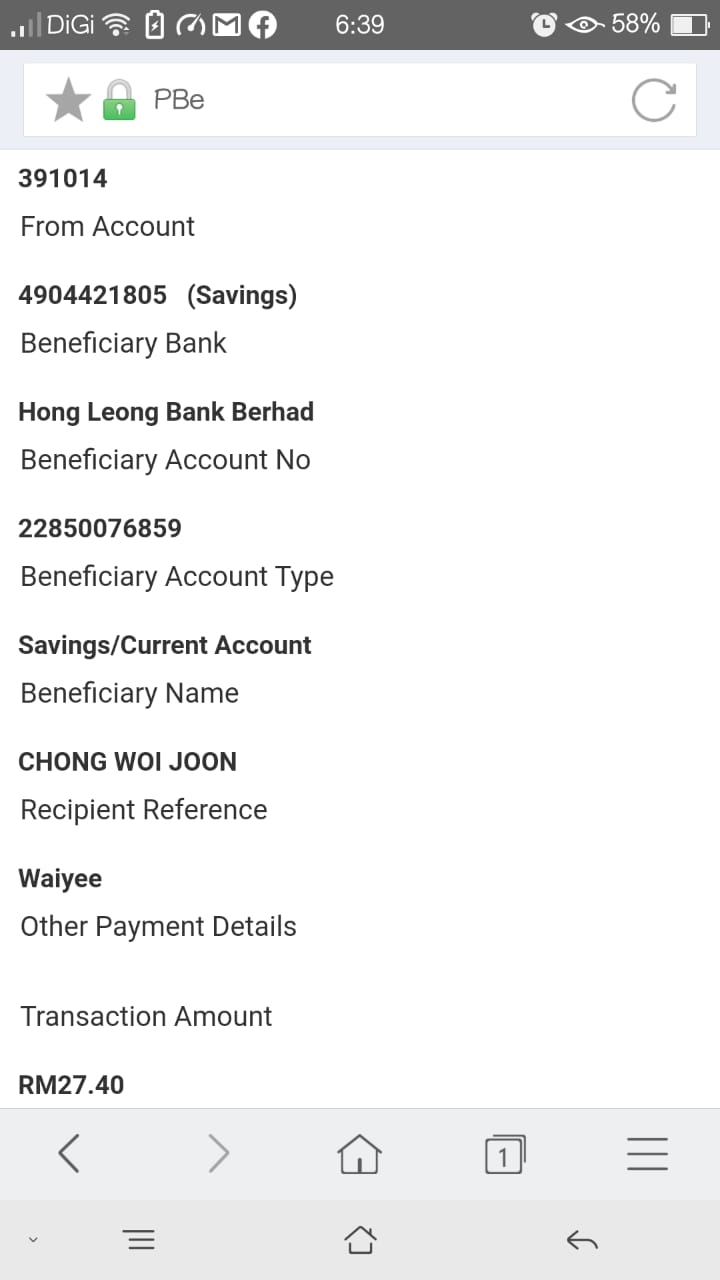 DiGi 6:39 58%
PBe
391014
From Account
4904421805 (Savings)
Beneficiary Bank
Hong Leong Bank Berhad
Beneficiary Account No
22850076859
Beneficiary Account Type
Savings/Current Account
Beneficiary Name
CHONG WOI JOON
Recipient Reference
Waiyee
Other Payment Details
Transaction Amount
RM27.40
1